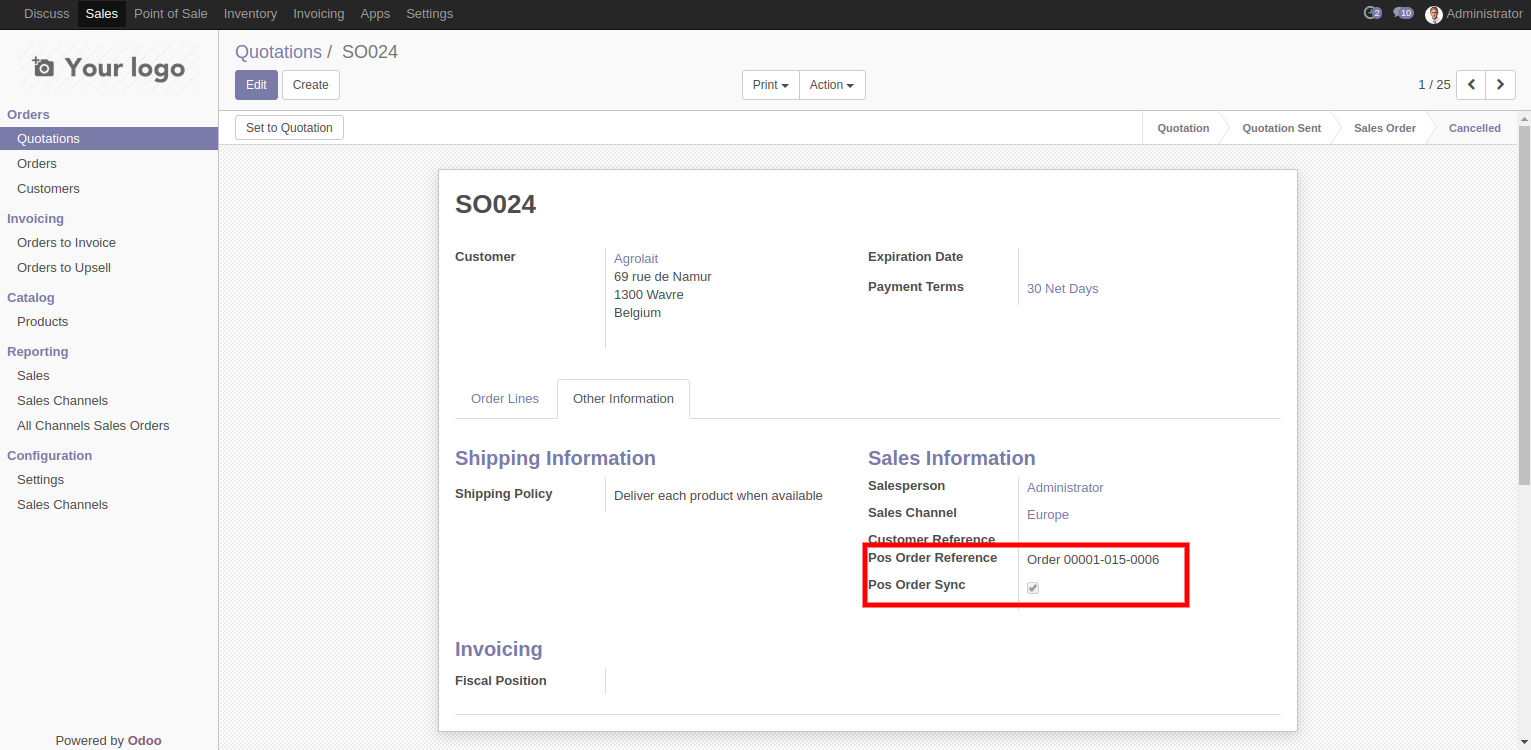 Discuss Sales Point of Sale Inventory Invoicing Apps Settings 2 10 Administrator
Your logo
Quotations / SO024
Edit Create Print Action 1 / 25
Orders
Quotations
Orders
Customers
Invoicing
Orders to Invoice
Orders to Upsell
Catalog
Products
Reporting
Sales
Sales Channels
All Channels Sales Orders
Configuration
Settings
Sales Channels
Powered by Odoo
Set to Quotation Quotation Quotation Sent Sales Order Cancelled
SO024
Customer Agrolait
69 rue de Namur
1300 Wavre
Belgium
Expiration Date
Payment Terms 30 Net Days
Order Lines Other Information
Shipping Information
Shipping Policy Deliver each product when available
Sales Information
Salesperson Administrator
Sales Channel Europe
Customer Reference
Pos Order Reference Order 00001-015-0006
Pos Order Sync
Invoicing
Fiscal Position